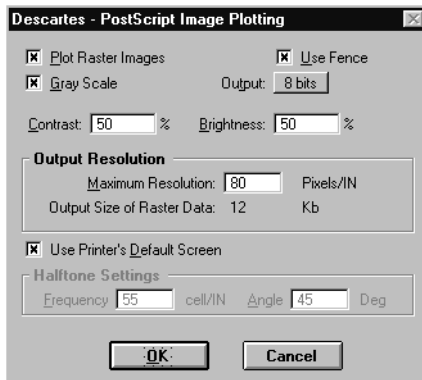 Descartes - PostScript Image Plotting
Plot Raster Images Use Fence
Gray Scale Output: 8 bits
Contrast: 50 % Brightness: 50 %
Output Resolution
Maximum Resolution: 80 Pixels/IN
Output Size of Raster Data: 12 Kb
Use Printer's Default Screen
Halftone Settings
Frequency 55 cell/IN Angle 45 Deg
OK Cancel